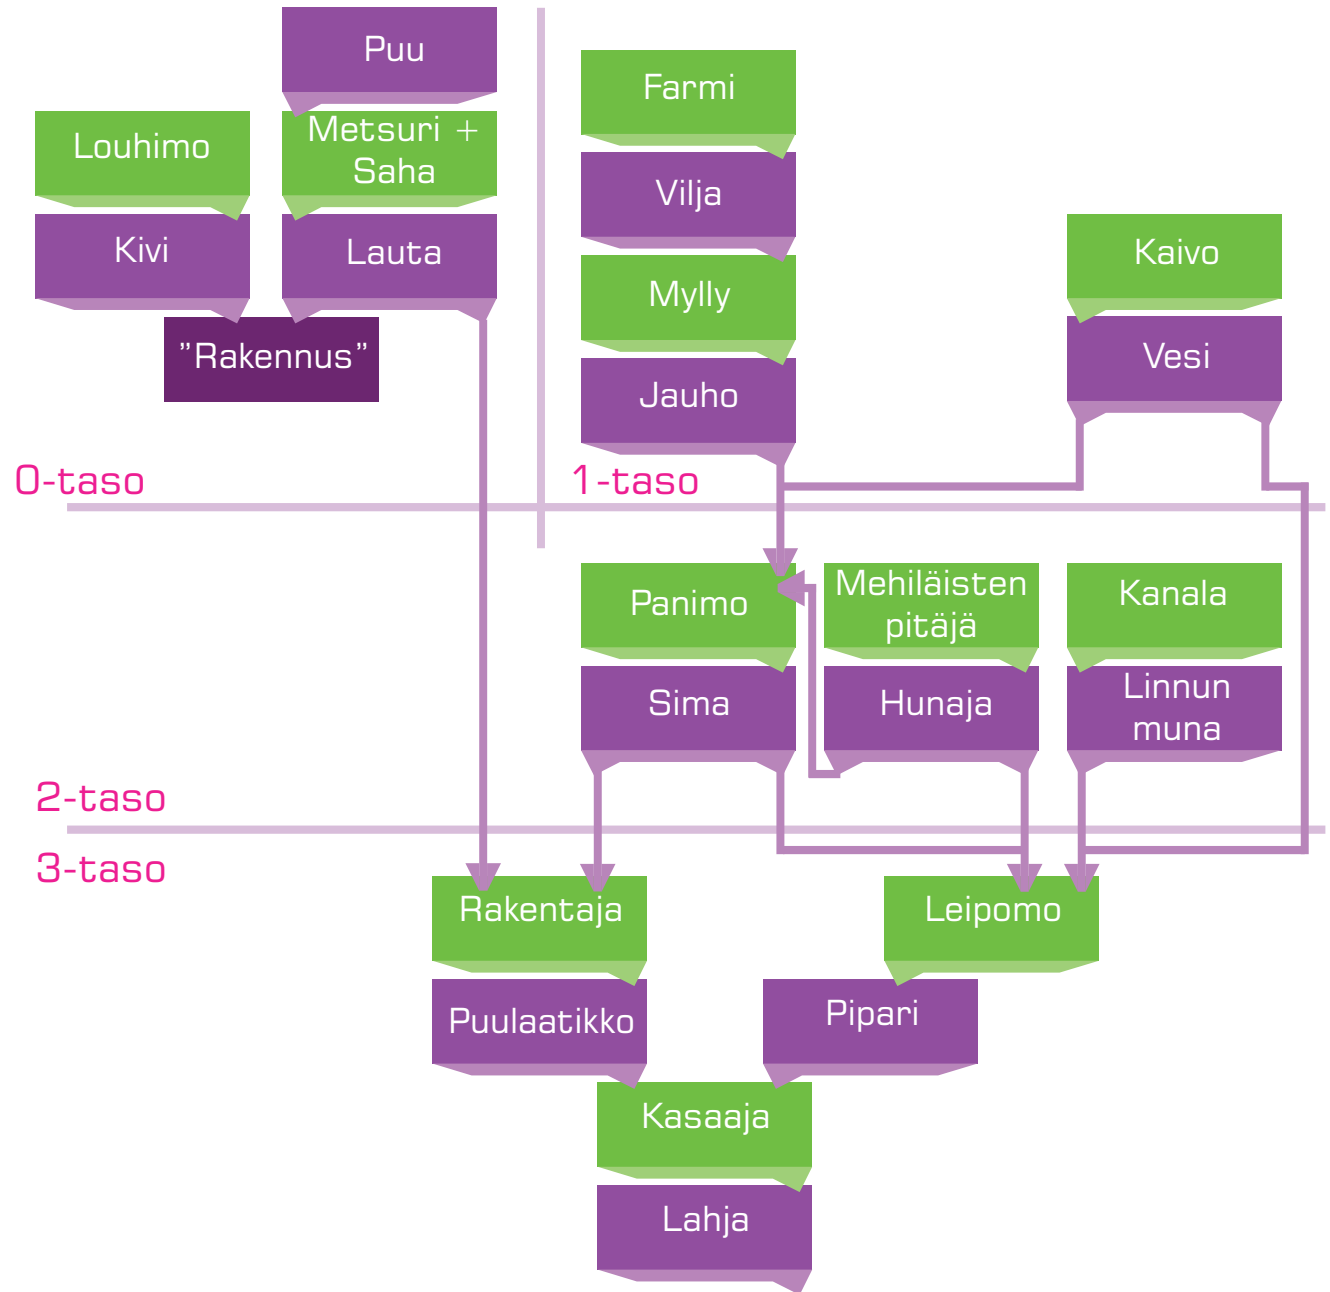 Puu
Louhimo
Metsuri +
Saha
Kivi
Lauta
”Rakennus”
0-taso
Farmi
Vilja
Mylly
Jauho
Kaivo
Vesi
1-taso
Panimo
Mehiläisten
pitäjä
Kanala
Sima
Hunaja
Linnun
muna
2-taso
3-taso
Rakentaja
Leipomo
Puulaatikko
Pipari
Kasaaja
Lahja